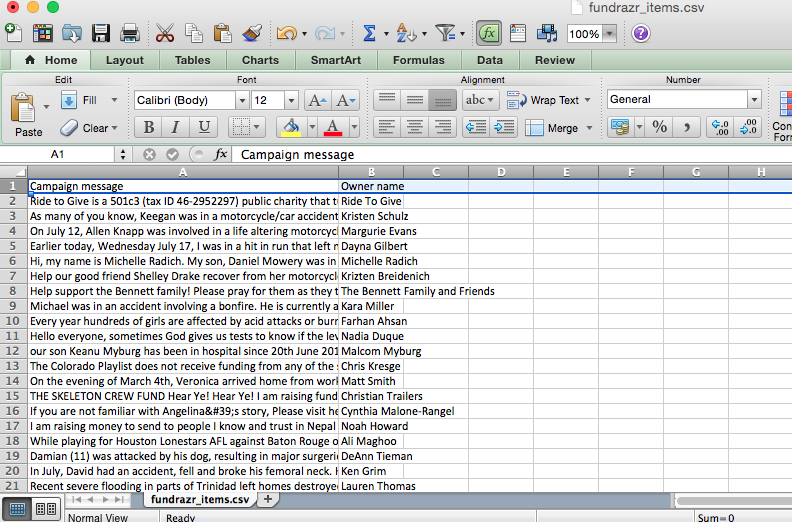 fundrazr_items.csv
100%
Home Layout Tables Charts SmartArt Formulas Data Review
Edit Font Alignment Number
Paste Fill Calibri (Body) 12 A A abc Wrap Text General
Clear B I U A Merge % , .0 .00 .00 .0 Con
Forr
A1 fx Campaign message
A B C D E F G H
1 Campaign message Owner name
2 Ride to Give is a 501c3 (tax ID 46-2952297) public charity that t Ride To Give
3 As many of you know, Keegan was in a motorcycle/car accident Kristen Schulz
4 On July 12, Allen Knapp was involved in a life altering motorcyc Margurie Evans
5 Earlier today, Wednesday July 17, I was in a hit in run that left m Dayna Gilbert
6 Hi, my name is Michelle Radich. My son, Daniel Mowery was in Michelle Radich
7 Help our good friend Shelley Drake recover from her motorcycl Krizten Breidenich
8 Help support the Bennett family! Please pray for them as they t The Bennett Family and Friends
9 Michael was in an accident involving a bonfire. He is currently a Kara Miller
10 Every year hundreds of girls are affected by acid attacks or burr Farhan Ahsan
11 Hello everyone, sometimes God gives us tests to know if the lev Nadia Duque
12 our son Keanu Myburg has been in hospital since 20th June 201 Malcom Myburg
13 The Colorado Playlist does not receive funding from any of the Chris Kresge
14 On the evening of March 4th, Veronica arrived home from worl Matt Smith
15 THE SKELETON CREW FUND Hear Ye! Hear Ye! I am raising fund Christian Trailers
16 If you are not familiar with Angelina&#39;s story, Please visit he Cynthia Malone-Rangel
17 I am raising money to send to people I know and trust in Nepal Noah Howard
18 While playing for Houston Lonestars AFL against Baton Rouge o Ali Maghoo
19 Damian (11) was attacked by his dog, resulting in major surgeri DeAnn Tieman
20 In July, David had an accident, fell and broke his femoral neck. Ken Grim
21 Recent severe flooding in parts of Trinidad left homes destroye Lauren Thomas
fundrazr_items.csv +
Normal View Ready Sum=0